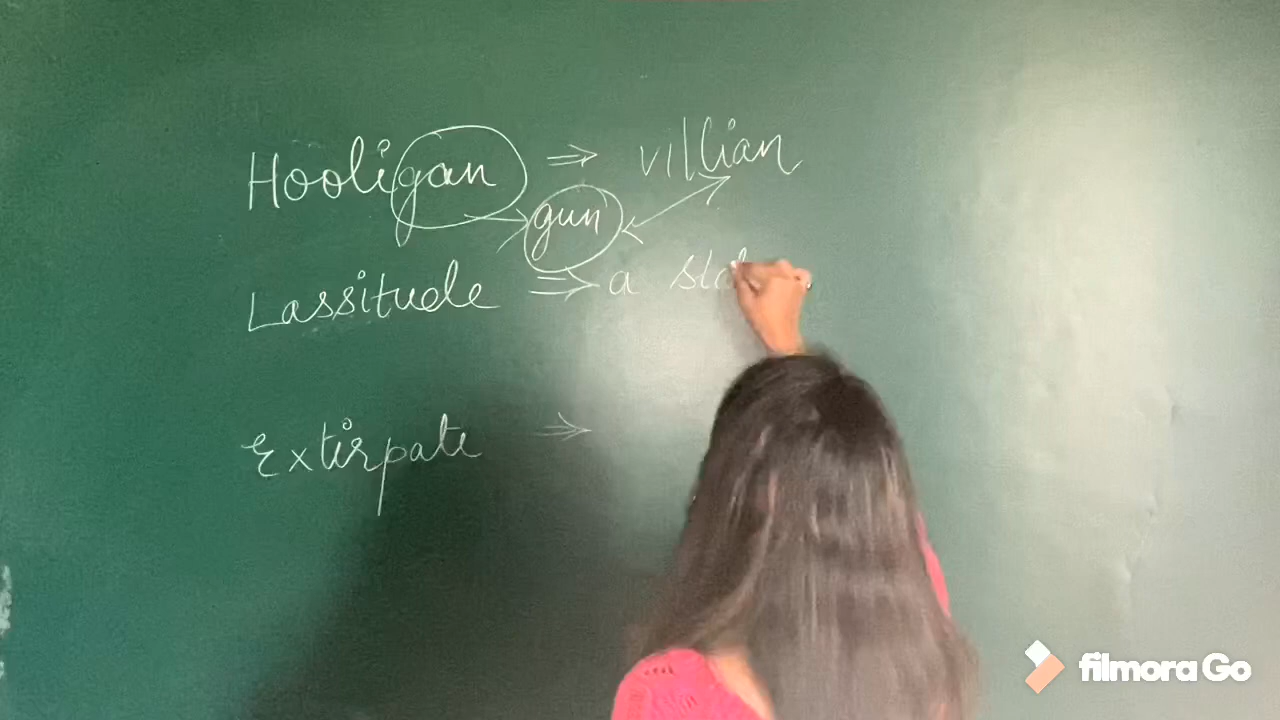 Hooligan ⇒ villian
gun
Lassitude ⇒ a
Extirpate →
filmora Go